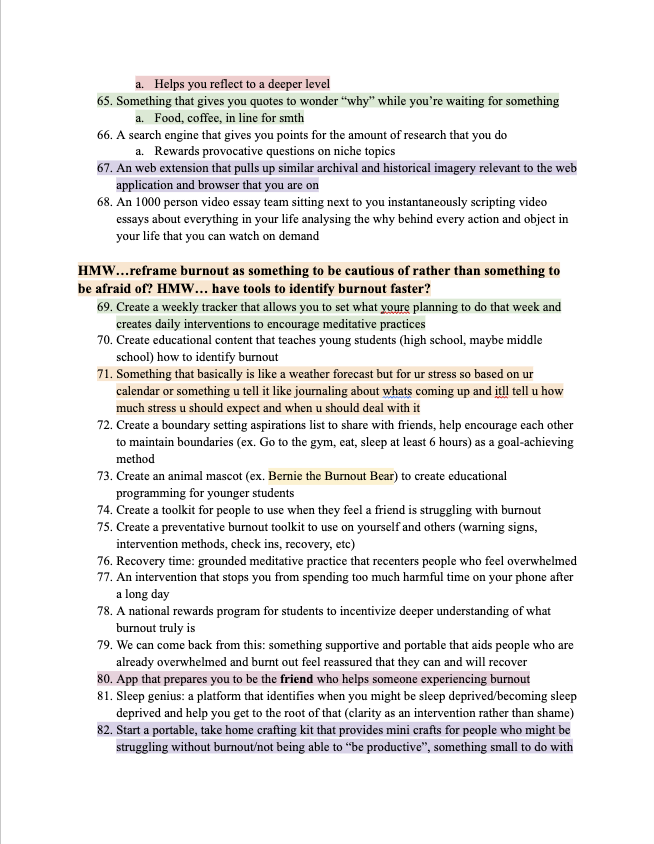 a. Helps you reflect to a deeper level
65. Something that gives you quotes to wonder “why” while you’re waiting for something
a. Food, coffee, in line for smth
66. A search engine that gives you points for the amount of research that you do
a. Rewards provocative questions on niche topics
67. An web extension that pulls up similar archival and historical imagery relevant to the web
application and browser that you are on
68. An 1000 person video essay team sitting next to you instantaneously scripting video
essays about everything in your life analysing the why behind every action and object in
your life that you can watch on demand
HMW…reframe burnout as something to be cautious of rather than something to
be afraid of? HMW… have tools to identify burnout faster?
69. Create a weekly tracker that allows you to set what youre planning to do that week and
creates daily interventions to encourage meditative practices
70. Create educational content that teaches young students (high school, maybe middle
school) how to identify burnout
71. Something that basically is like a weather forecast but for ur stress so based on ur
calendar or something u tell it like journaling about whats coming up and itll tell u how
much stress u should expect and when u should deal with it
72. Create a boundary setting aspirations list to share with friends, help encourage each other
to maintain boundaries (ex. Go to the gym, eat, sleep at least 6 hours) as a goal-achieving
method
73. Create an animal mascot (ex. Bernie the Burnout Bear) to create educational
programming for younger students
74. Create a toolkit for people to use when they feel a friend is struggling with burnout
75. Create a preventative burnout toolkit to use on yourself and others (warning signs,
intervention methods, check ins, recovery, etc)
76. Recovery time: grounded meditative practice that recenters people who feel overwhelmed
77. An intervention that stops you from spending too much harmful time on your phone after
a long day
78. A national rewards program for students to incentivize deeper understanding of what
burnout truly is
79. We can come back from this: something supportive and portable that aids people who are
already overwhelmed and burnt out feel reassured that they can and will recover
80. App that prepares you to be the friend who helps someone experiencing burnout
81. Sleep genius: a platform that identifies when you might be sleep deprived/becoming sleep
deprived and help you get to the root of that (clarity as an intervention rather than shame)
82. Start a portable, take home crafting kit that provides mini crafts for people who might be
struggling without burnout/not being able to “be productive”, something small to do with